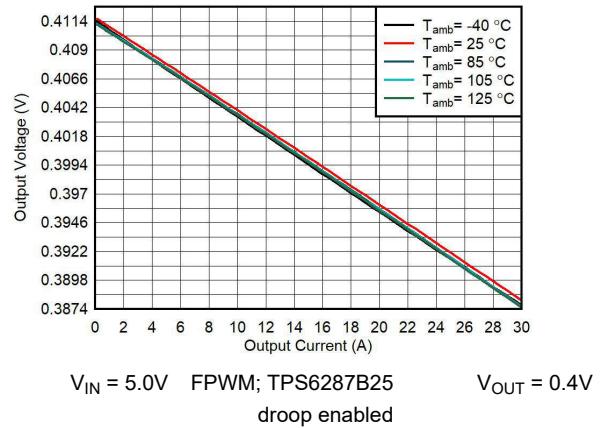 0.4114
0.409
0.4066
0.4042
0.4018
0.3994
0.397
0.3946
0.3922
0.3898
0.3874
Output Voltage (V)
Tamb= -40 °C
Tamb= 25 °C
Tamb= 85 °C
Tamb= 105 °C
Tamb= 125 °C
0 2 4 6 8 10 12 14 16 18 20 22 24 26 28 30
Output Current (A)
VIN = 5.0V FPWM; TPS6287B25 VOUT = 0.4V
droop enabled